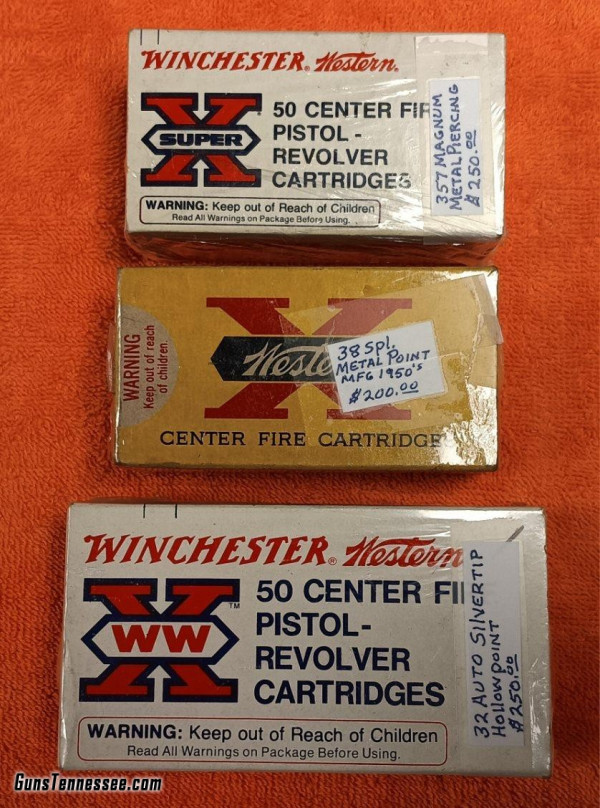 WINCHESTER® Western®
SUPER X
50 CENTER FIR
PISTOL -
REVOLVER
CARTRIDGES
WARNING: Keep out of Reach of Children
Read All Warnings on Package Before Using.
357 MAGNUM
METAL PIERCING
$250.00
WARNING
Keep out of reach
of children.
X
Weste
38 Spl.
METAL POINT
MFG 1950's
$200.00
CENTER FIRE CARTRIDGE
WINCHESTER® Western
X™
WW
50 CENTER FI
PISTOL-
REVOLVER
CARTRIDGES
WARNING: Keep out of Reach of Children
Read All Warnings on Package Before Using.
32 AUTO SILVERTIP
Hollowpoint
$250.00
GunsTennessee.com